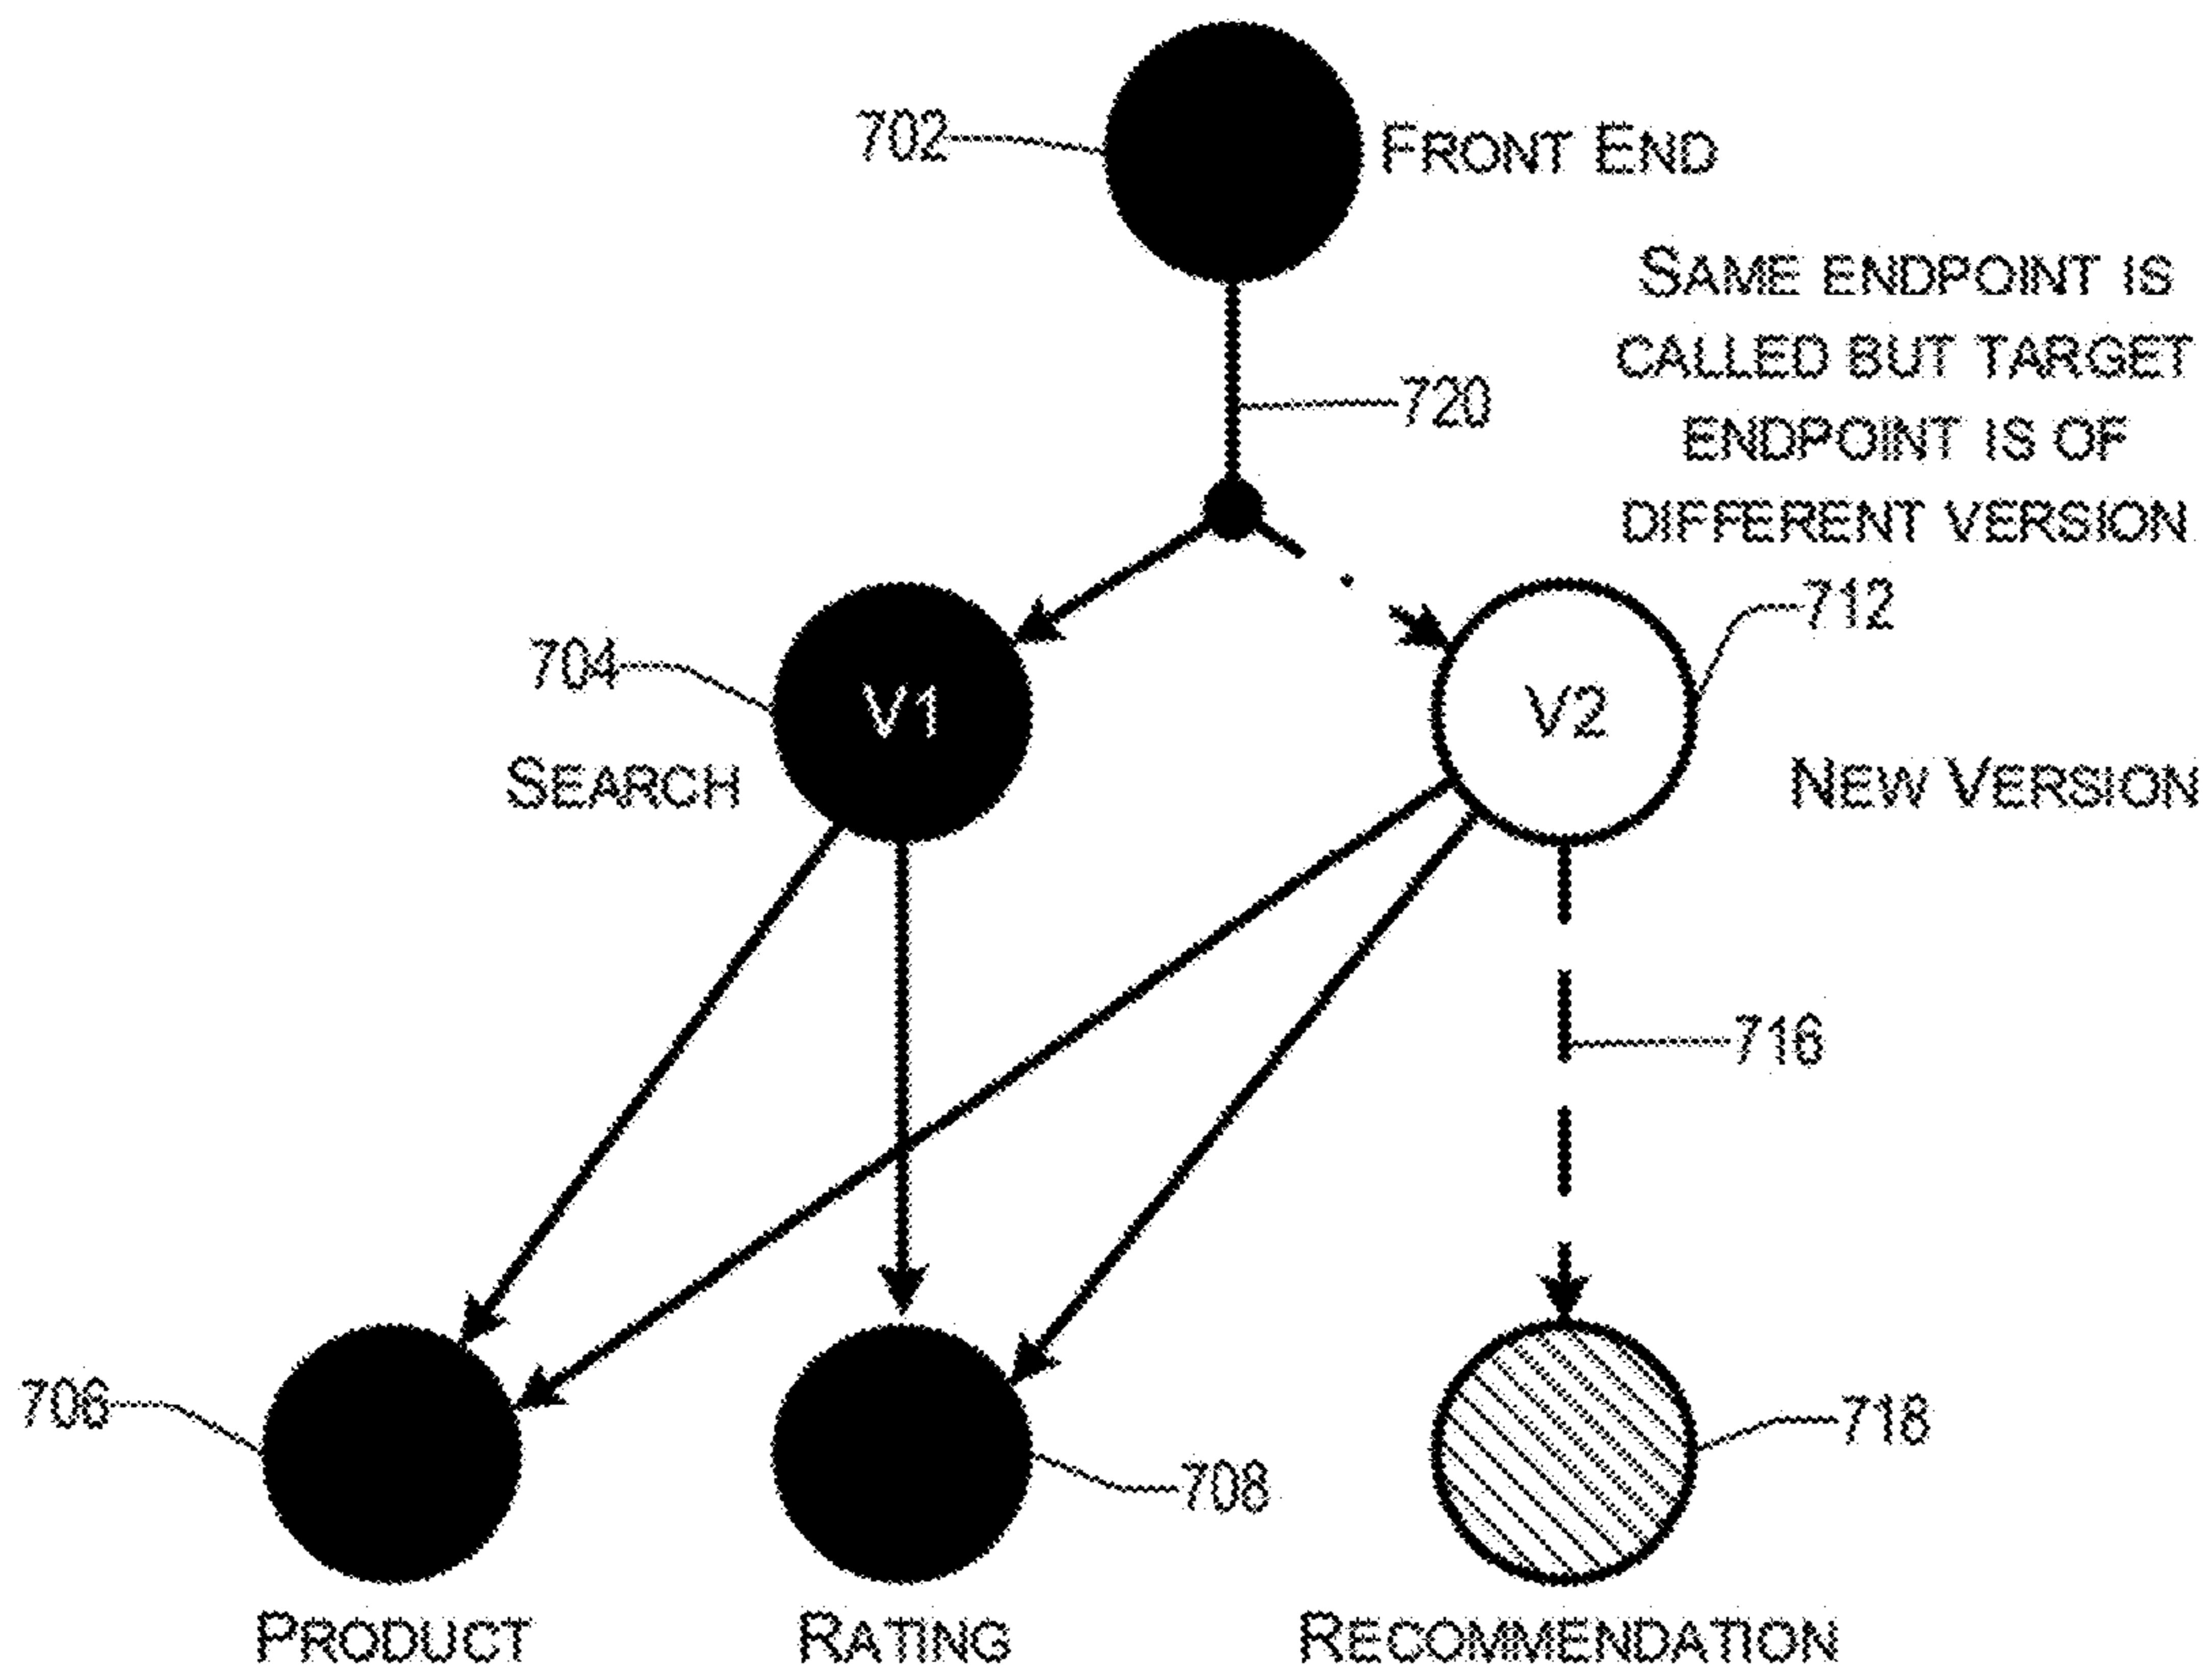 702
FRONT END
SAME ENDPOINT IS
CALLED BUT TARGET
720
ENDPOINT IS OF
DIFFERENT VERSION
712
704
V1
V2
SEARCH
NEW VERSION
716
706
718
708
PRODUCT
RATING
RECOMMENDATION